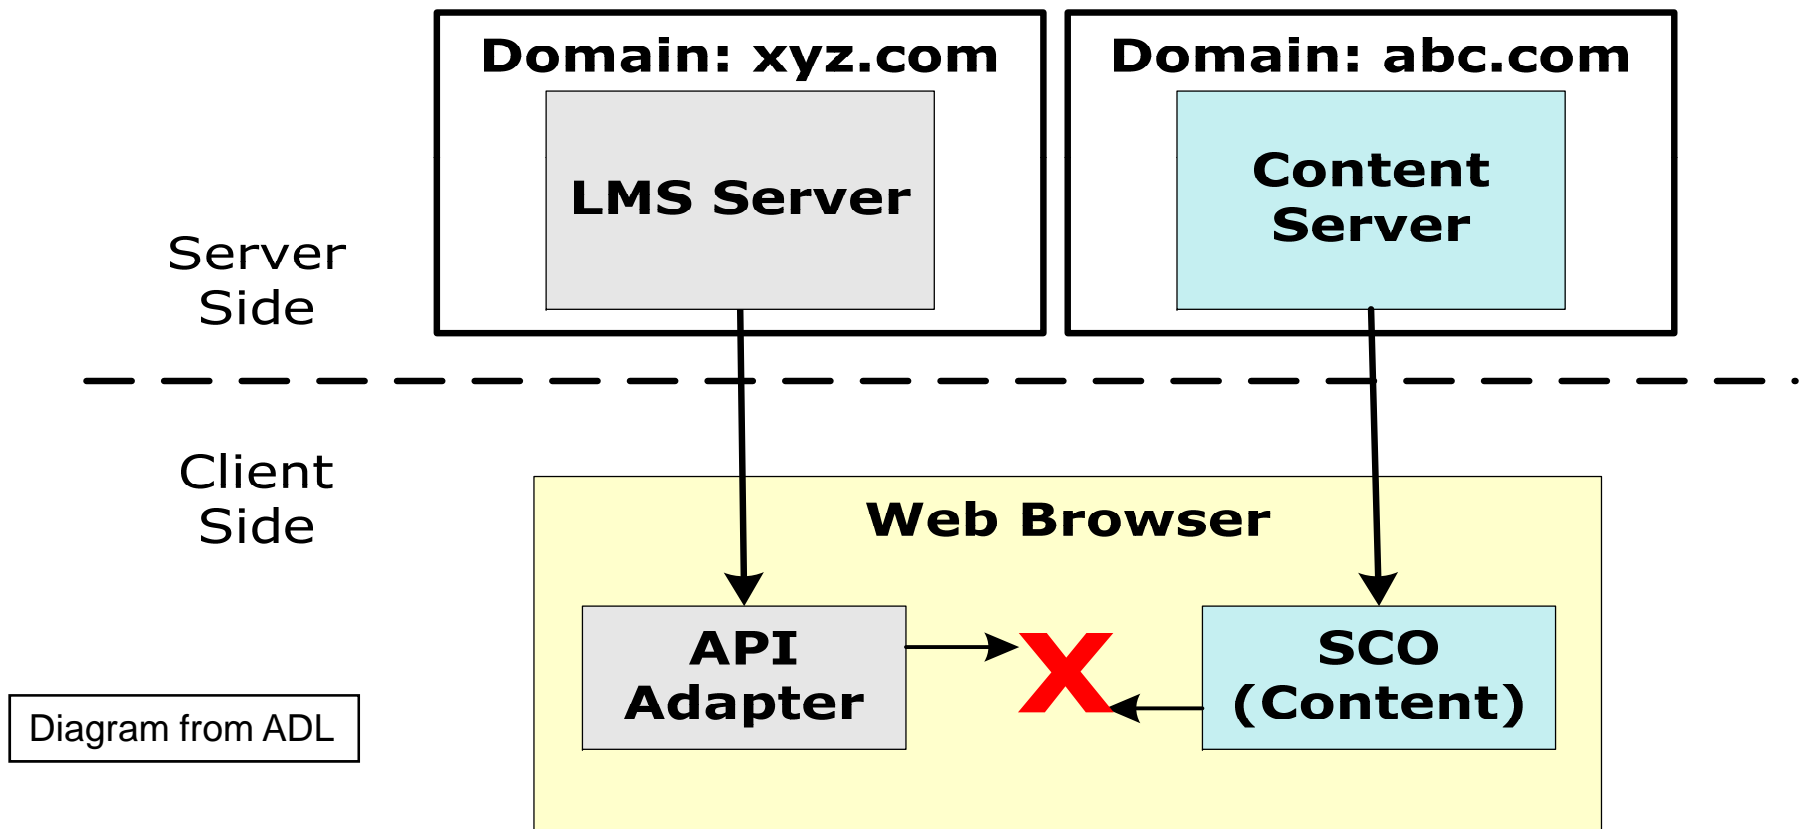 Domain: xyz.com
Domain: abc.com
LMS Server
Content
Server
Server
Side
Client
Side
Web Browser
API
Adapter
X
SCO
(Content)
Diagram from ADL